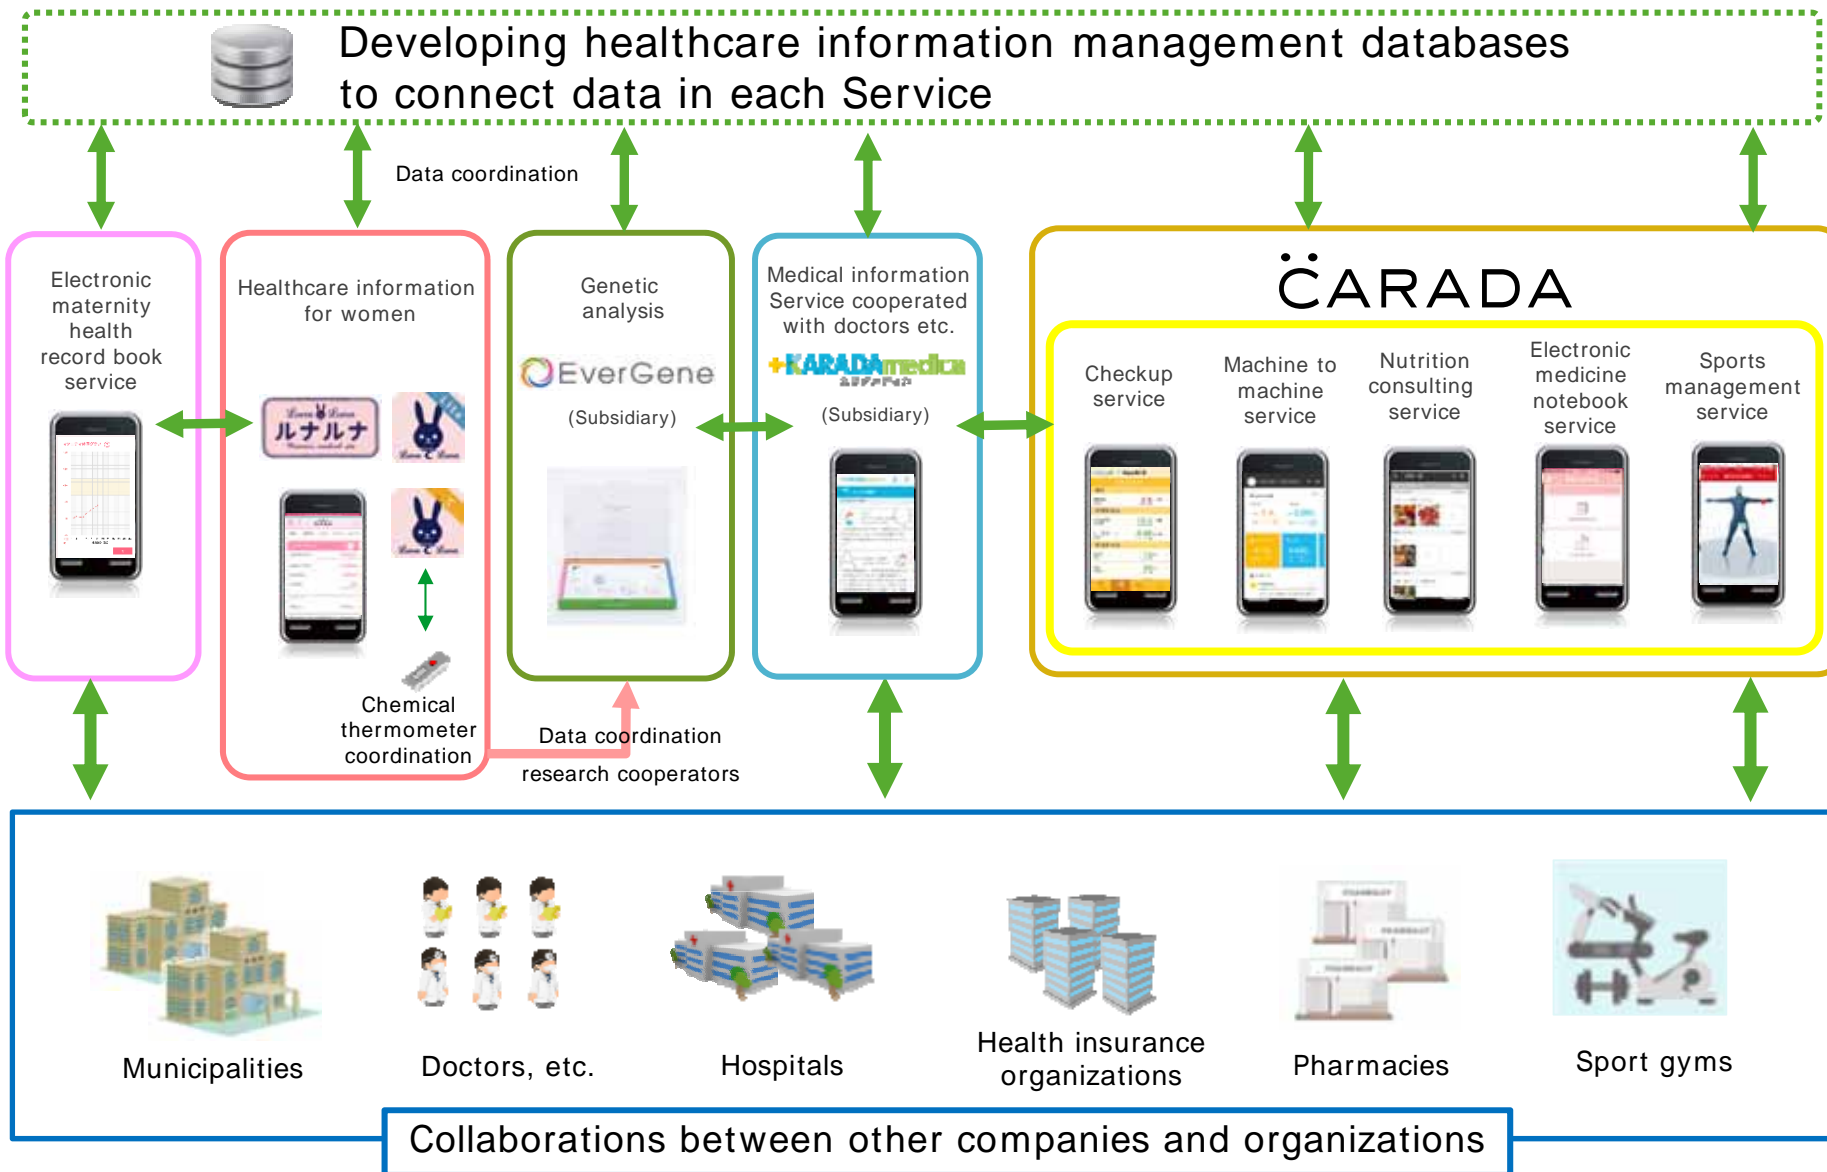 Developing healthcare information management databases
to connect data in each Service
Data coordination
Electronic
maternity
health
record book
service
Healthcare information
for women
ルナルナ
Lite
Chemical
thermometer
coordination
Genetic
analysis
EverGene
(Subsidiary)
Medical information
Service cooperated
with doctors etc.
+KARADAmedica
(Subsidiary)
CARADA
Checkup
service
Machine to
machine
service
Nutrition
consulting
service
Electronic
medicine
notebook
service
Sports
management
service
Data coordination
research cooperators
PHARMACY
PHARMACY
PHARMACY
Municipalities
Doctors, etc.
Hospitals
Health insurance
organizations
Pharmacies
Sport gyms
Collaborations between other companies and organizations